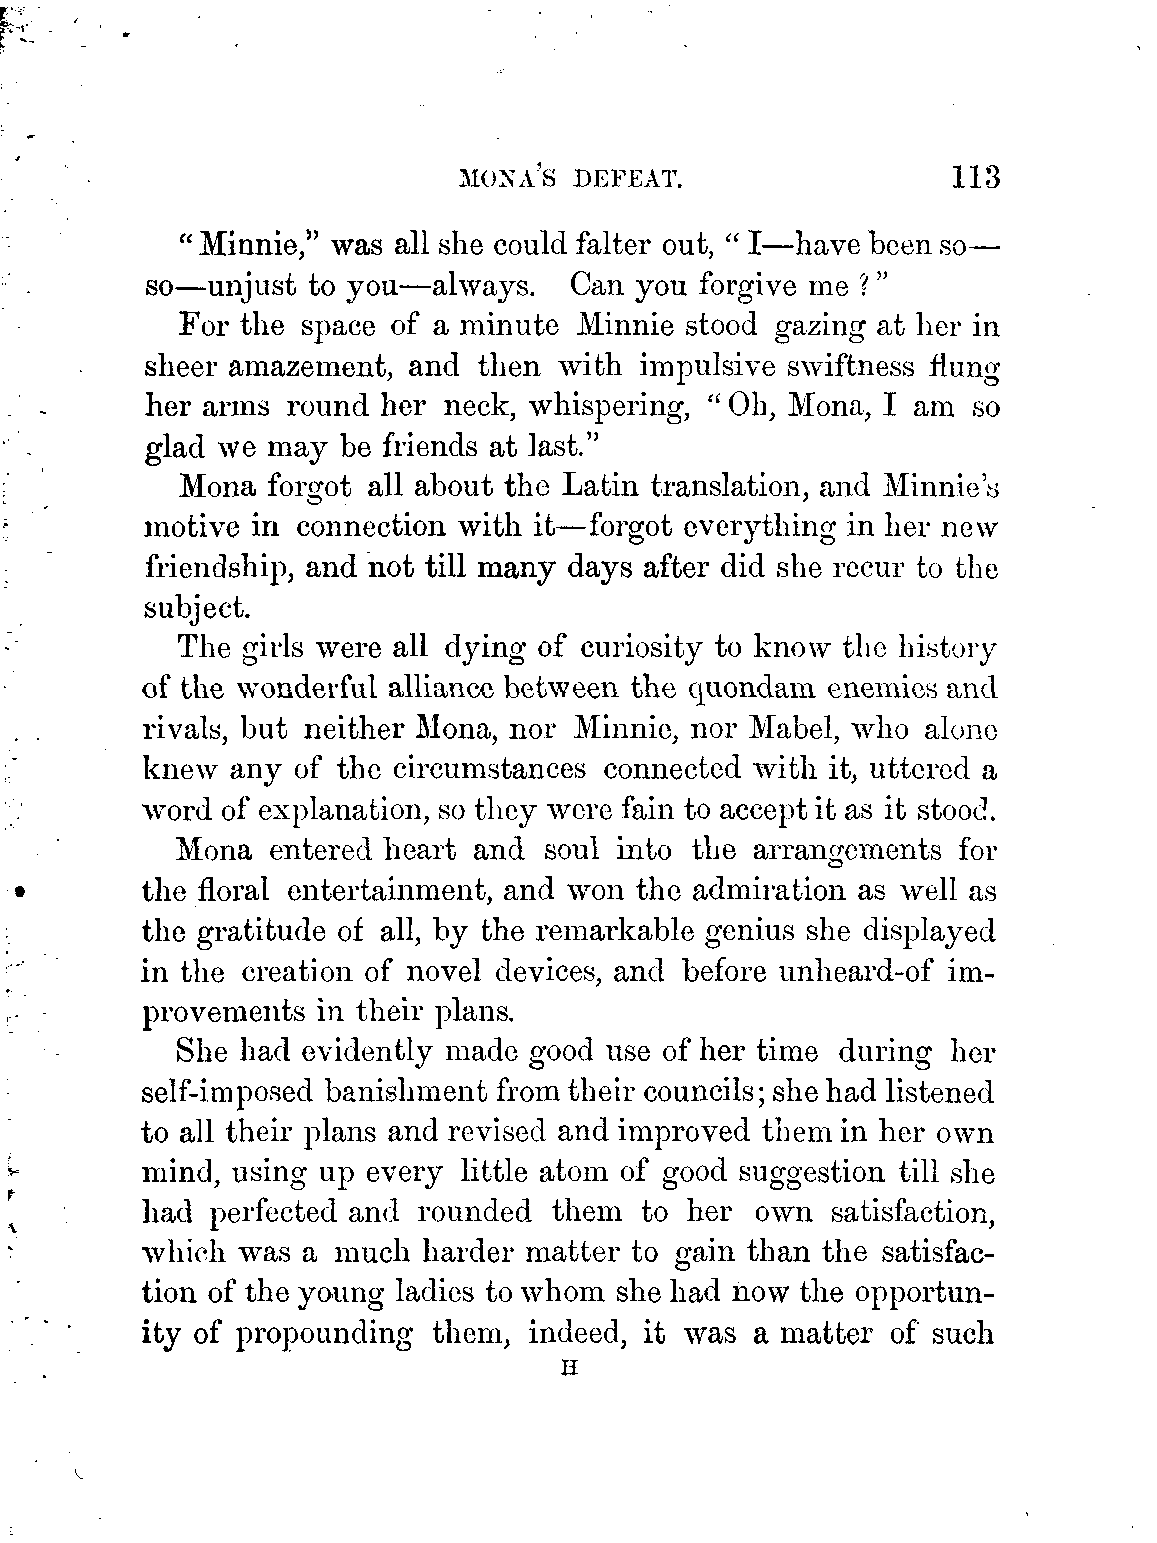 MONA'S DEFEAT. 113
"Minnie," was all she could falter out, "I—have been so—
so—unjust to you—always. Can you forgive me?"
For the space of a minute Minnie stood gazing at her in
sheer amazement, and then with impulsive swiftness flung
her arms round her neck, whispering, "Oh, Mona, I am so
glad we may be friends at last."
Mona forgot all about the Latin translation, and Minnie's
motive in connection with it—forgot everything in her new
friendship, and not till many days after did she recur to the
subject.
The girls were all dying of curiosity to know the history
of the wonderful alliance between the quondam enemies and
rivals, but neither Mona, nor Minnie, nor Mabel, who alone
knew any of the circumstances connected with it, uttered a
word of explanation, so they were fain to accept it as it stood.
Mona entered heart and soul into the arrangements for
the floral entertainment, and won the admiration as well as
the gratitude of all, by the remarkable genius she displayed
in the creation of novel devices, and before unheard-of im-
provements in their plans.
She had evidently made good use of her time during her
self-imposed banishment from their councils; she had listened
to all their plans and revised and improved them in her own
mind, using up every little atom of good suggestion till she
had perfected and rounded them to her own satisfaction,
which was a much harder matter to gain than the satisfac-
tion of the young ladies to whom she had now the opportun-
ity of propounding them, indeed, it was a matter of such
H